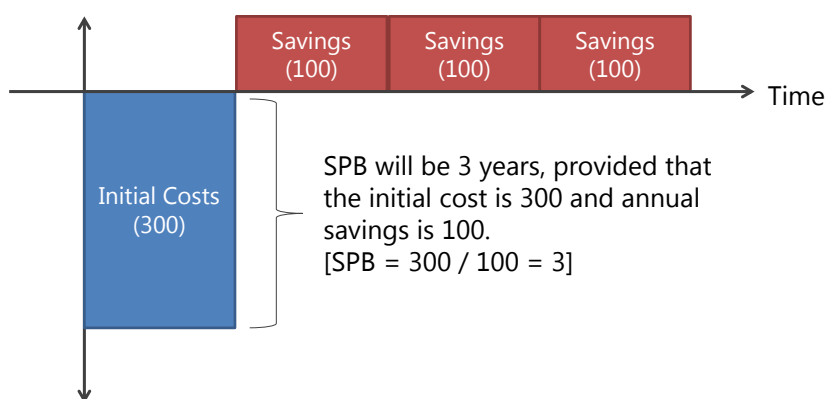 Savings
(100)
Savings
(100)
Savings
(100)
Time
Initial Costs
(300)
SPB will be 3 years, provided that
the initial cost is 300 and annual
savings is 100.
[SPB = 300 / 100 = 3]